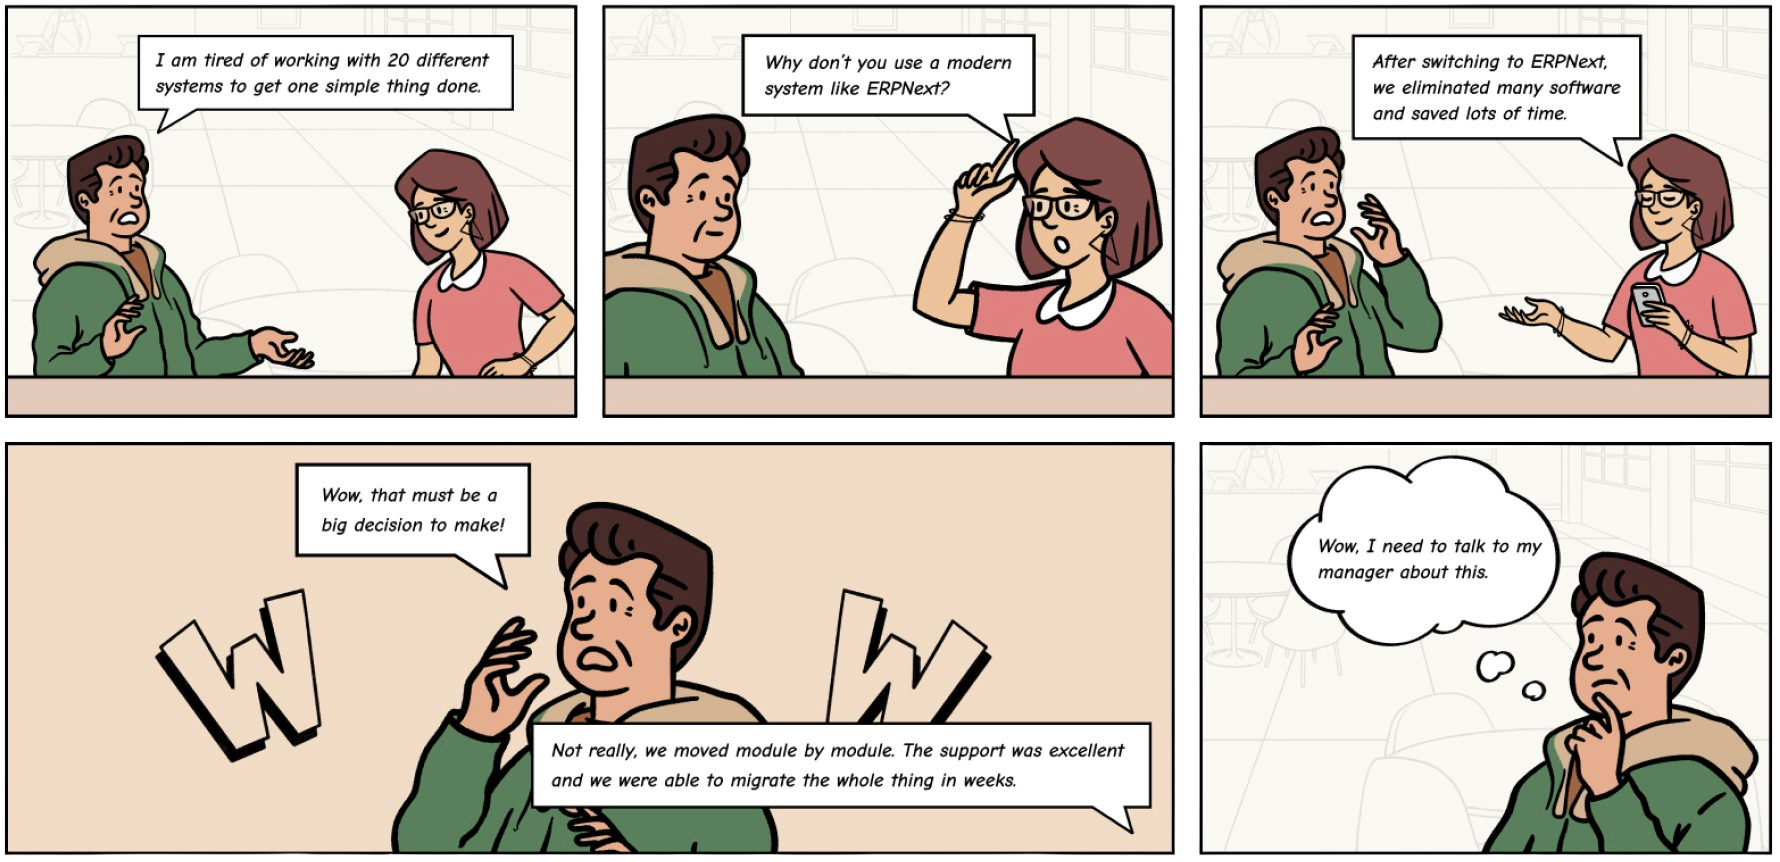 I am tired of working with 20 different
systems to get one simple thing done.
Why don't you use a modern
system like ERPNext?
After switching to ERPNext,
we eliminated many software
and saved lots of time.
Wow, that must be a
big decision to make!
W W
Not really, we moved module by module. The support was excellent
and we were able to migrate the whole thing in weeks.
Wow, I need to talk to my
manager about this.